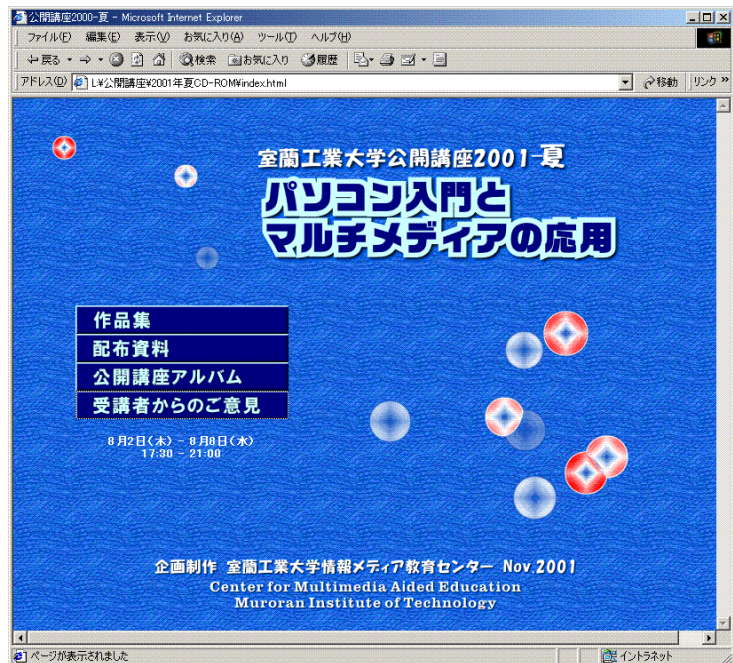 公開講座2000-夏 - Microsoft Internet Explorer
ファイル(F) 編集(E) 表示(V) お気に入り(A) ツール(T) ヘルプ(H)
戻る 検索 お気に入り 履歴
アドレス(D) L:¥公開講座¥2001年夏CD-ROM¥index.html 移動 リンク »
室蘭工業大学公開講座2001-夏
パソコン入門と
マルチメディアの応用
作品集
配布資料
公開講座アルバム
受講者からのご意見
8月2日(木) - 8月8日(水)
17:30 - 21:00
企画制作 室蘭工業大学情報メディア教育センター Nov.2001
Center for Multimedia Aided Education
Muroran Institute of Technology
ページが表示されました イントラネット